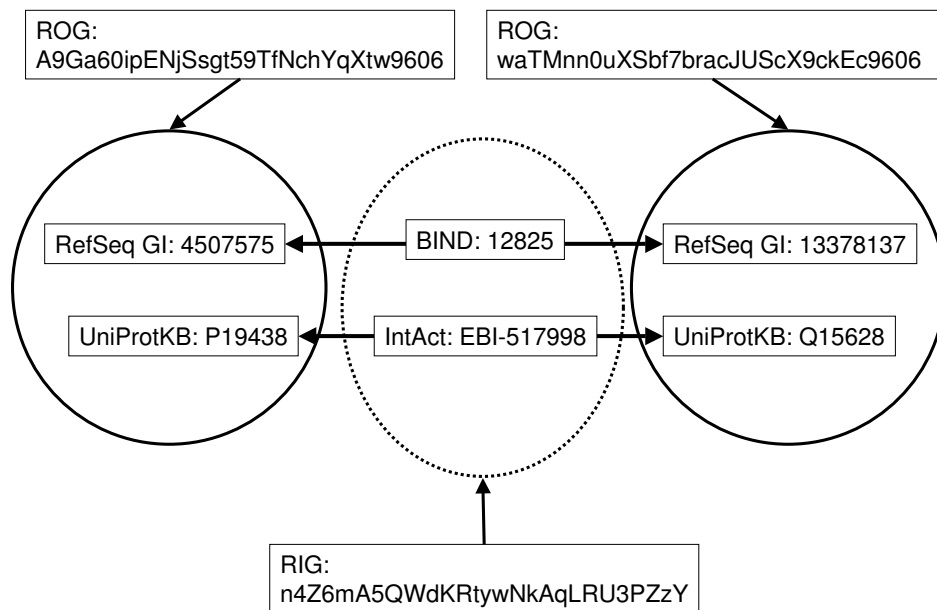 ROG:
A9Ga60ipENjSsgt59TfNchYqXtw9606
ROG:
waTMnn0uXSbf7bracJUScX9ckEc9606
RefSeq GI: 4507575
BIND: 12825
RefSeq GI: 13378137
UniProtKB: P19438
IntAct: EBI-517998
UniProtKB: Q15628
RIG:
n4Z6mA5QWdKRtywNkAqLRU3PZzY